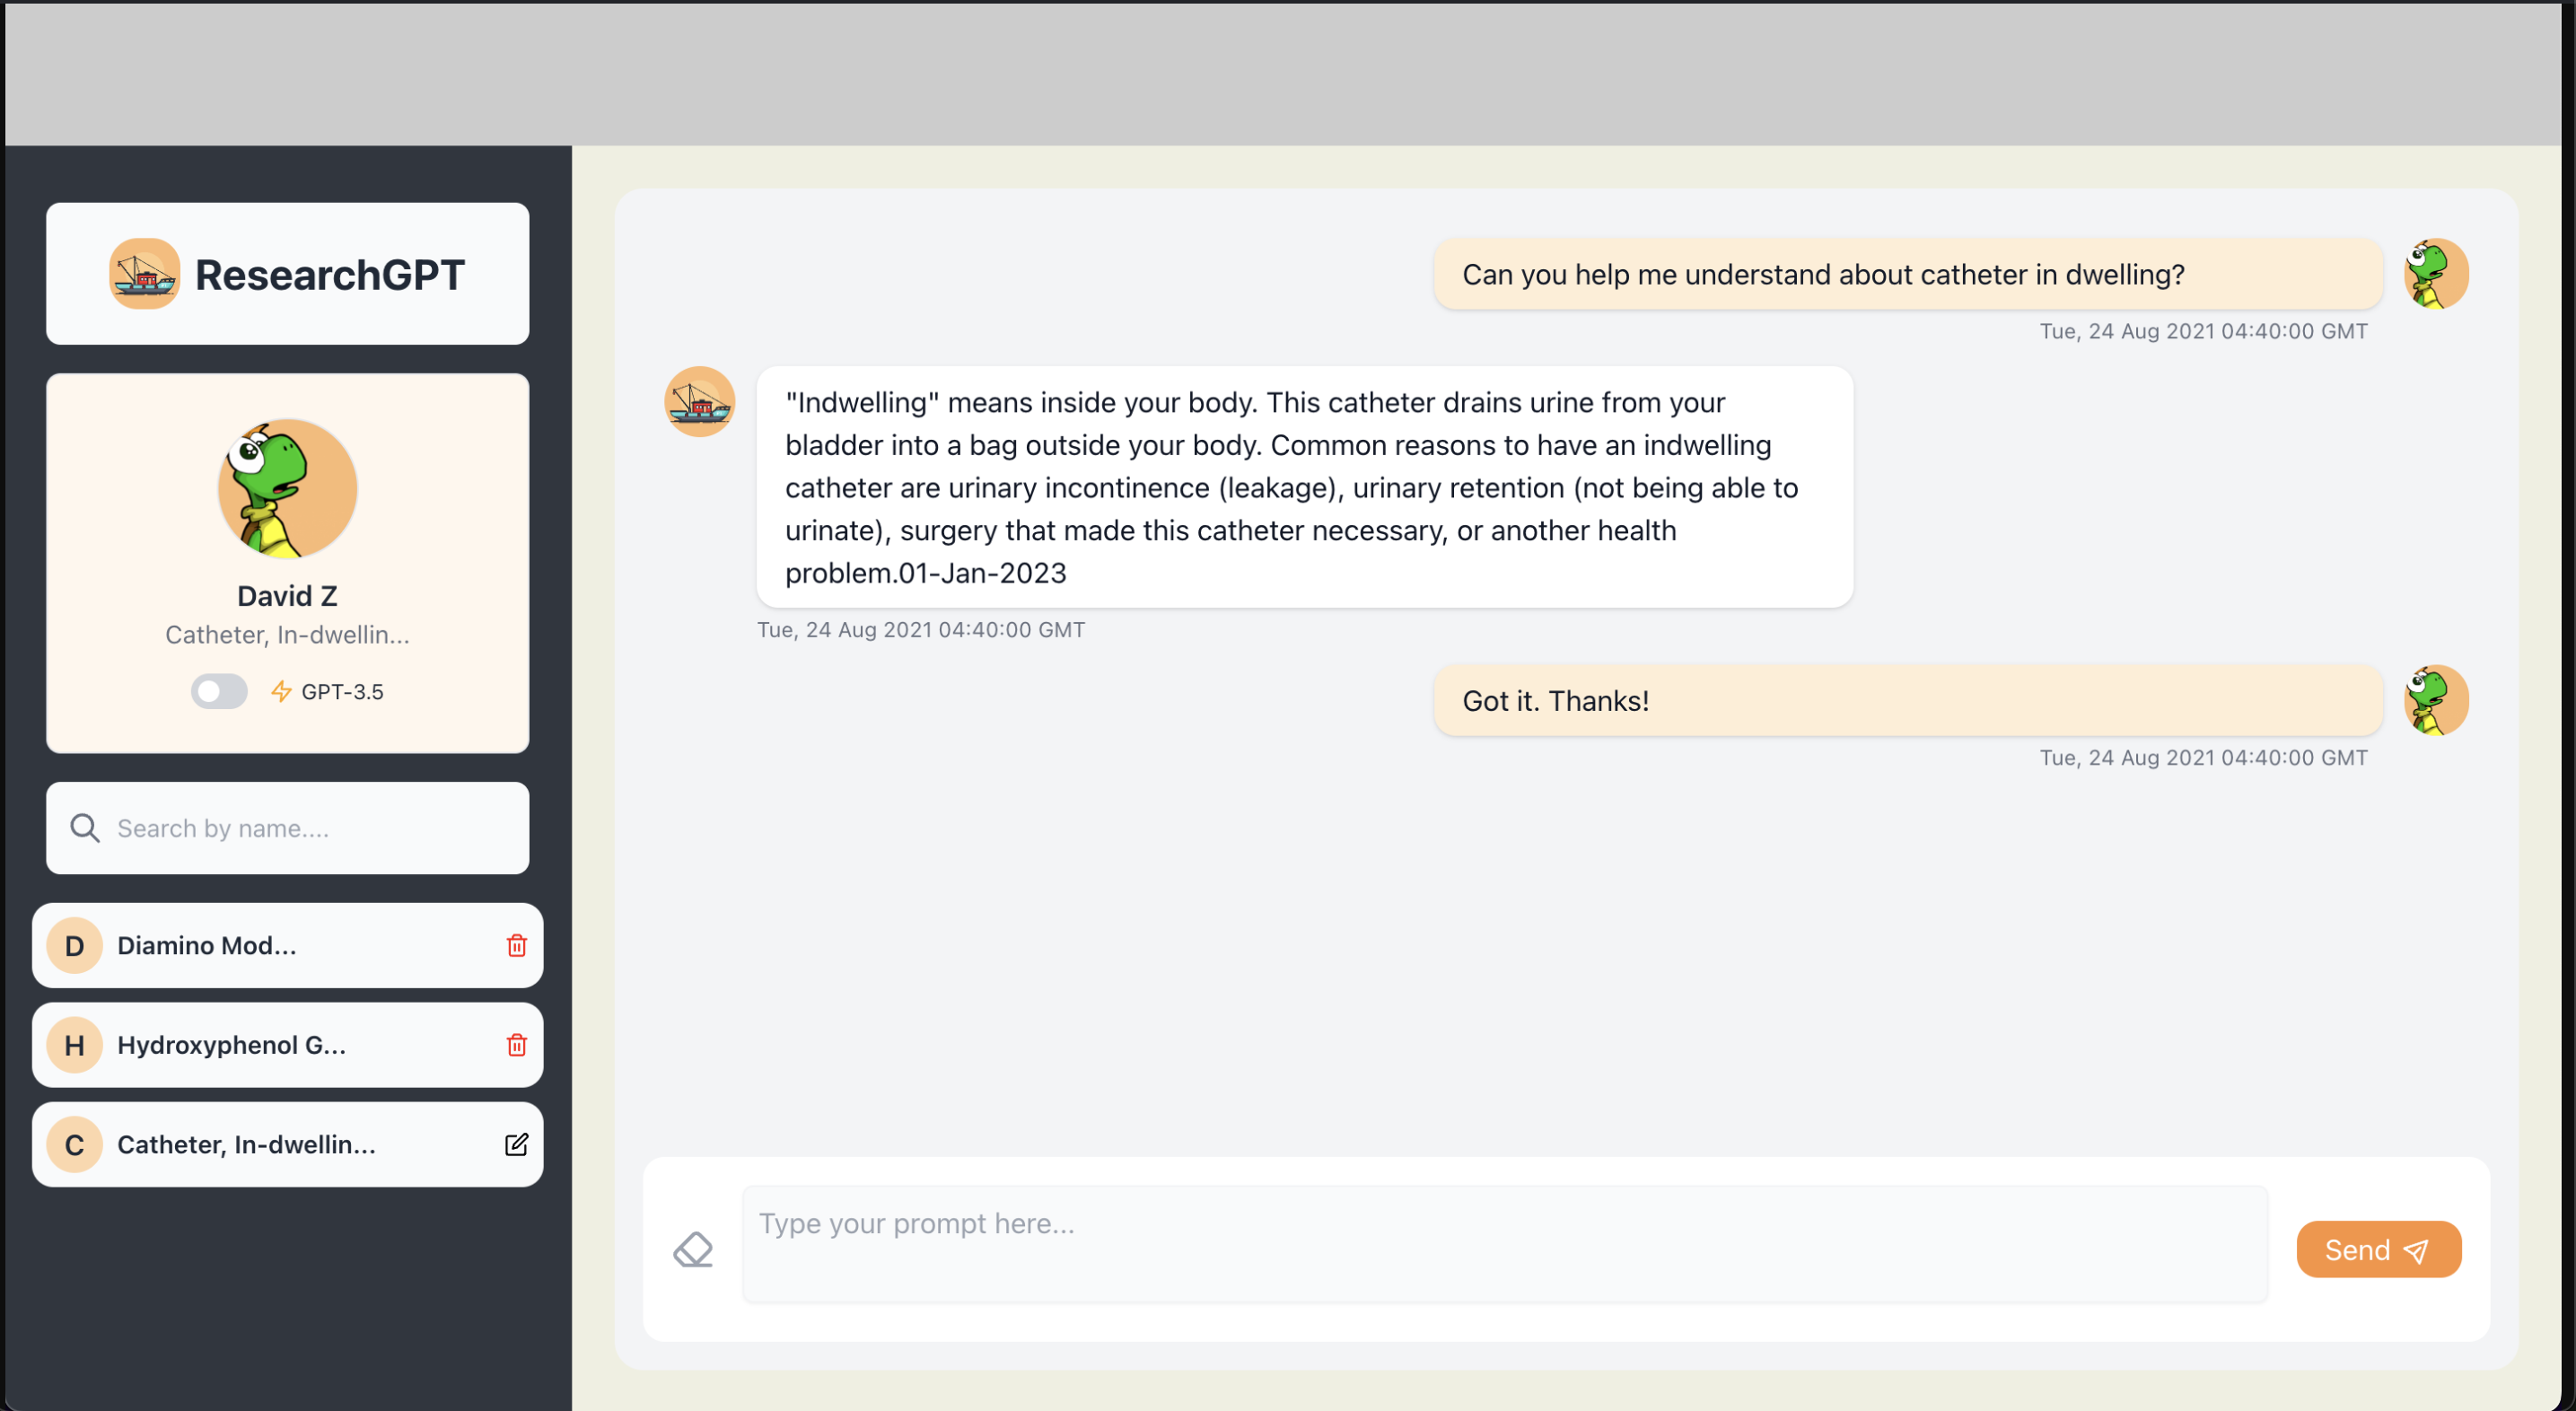 ResearchGPT
David Z
Catheter, In-dwellin...
GPT-3.5
Search by name....
D Diamino Mod...
H Hydroxyphenol G...
C Catheter, In-dwellin...
Can you help me understand about catheter in dwelling?
Tue, 24 Aug 2021 04:40:00 GMT
"Indwelling" means inside your body. This catheter drains urine from your
bladder into a bag outside your body. Common reasons to have an indwelling
catheter are urinary incontinence (leakage), urinary retention (not being able to
urinate), surgery that made this catheter necessary, or another health
problem.01-Jan-2023
Tue, 24 Aug 2021 04:40:00 GMT
Got it. Thanks!
Tue, 24 Aug 2021 04:40:00 GMT
Type your prompt here...
Send